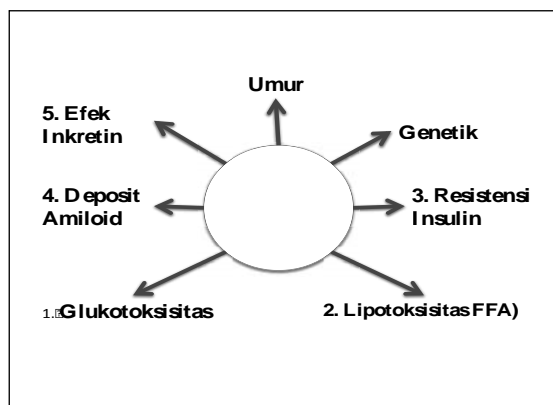 Umur
5. Efek
Inkretin
Genetik
4. Deposit
Amiloid
3. Resistensi
Insulin
1. Glukotoksisitas
2. Lipotoksisitas FFA)